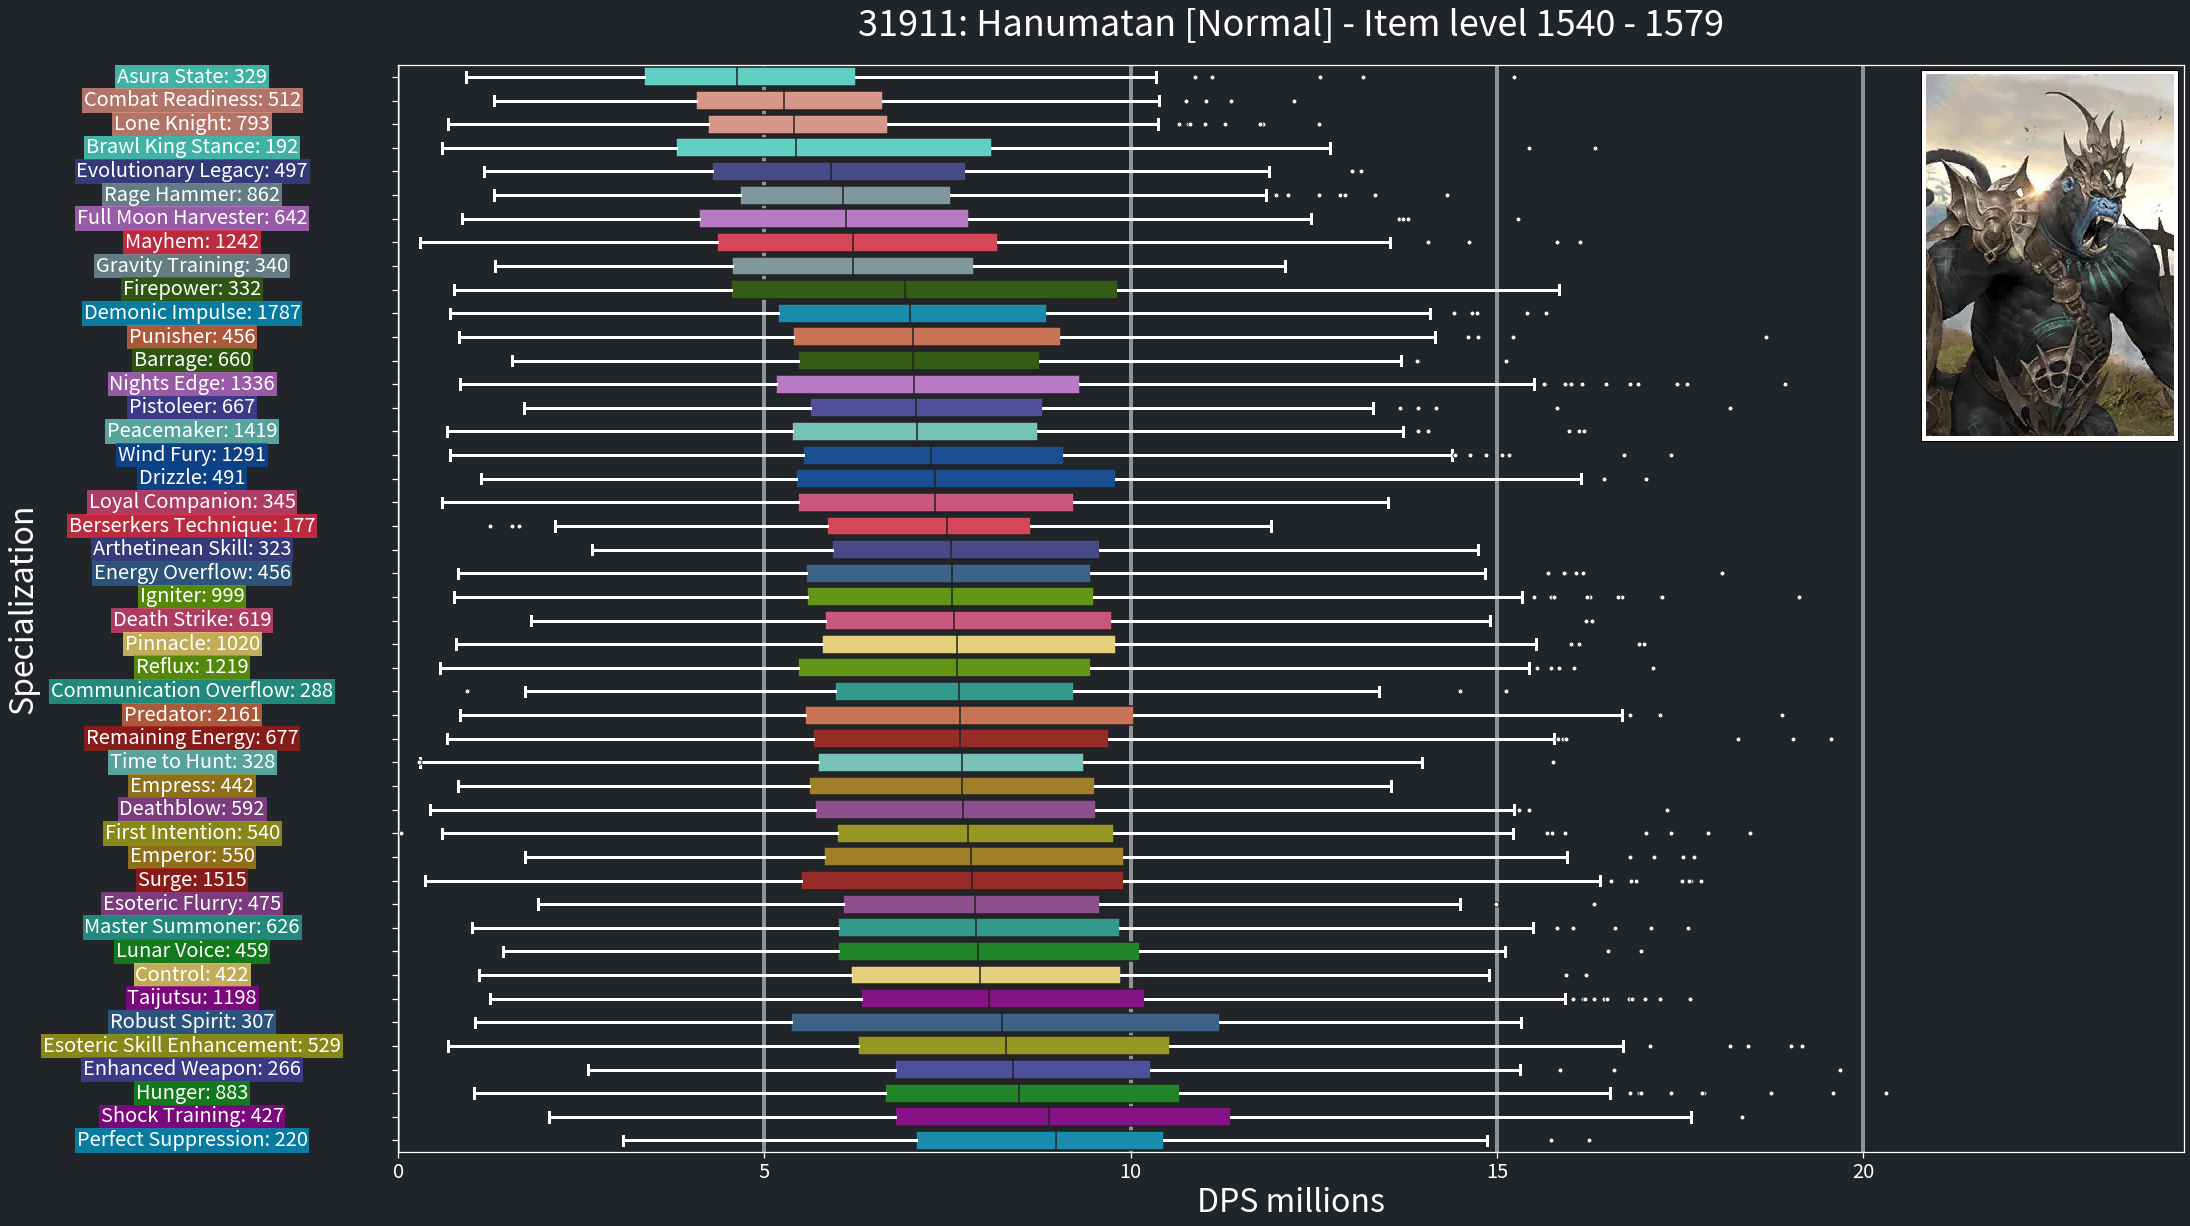 31911: Hanumatan [Normal] - Item level 1540 - 1579
Asura State: 329
Combat Readiness: 512
Lone Knight: 793
Brawl King Stance: 192
Evolutionary Legacy: 497
Rage Hammer: 862
Full Moon Harvester: 642
Mayhem: 1242
Gravity Training: 340
Firepower: 332
Demonic Impulse: 1787
Punisher: 456
Barrage: 660
Nights Edge: 1336
Pistoleer: 667
Peacemaker: 1419
Wind Fury: 1291
Drizzle: 491
Loyal Companion: 345
Berserkers Technique: 177
Arthetinean Skill: 323
Energy Overflow: 456
Igniter: 999
Death Strike: 619
Pinnacle: 1020
Reflux: 1219
Communication Overflow: 288
Predator: 2161
Remaining Energy: 677
Time to Hunt: 328
Empress: 442
Deathblow: 592
First Intention: 540
Emperor: 550
Surge: 1515
Esoteric Flurry: 475
Master Summoner: 626
Lunar Voice: 459
Control: 422
Taijutsu: 1198
Robust Spirit: 307
Esoteric Skill Enhancement: 529
Enhanced Weapon: 266
Hunger: 883
Shock Training: 427
Perfect Suppression: 220
Specialization
0 5 10 15 20
DPS millions